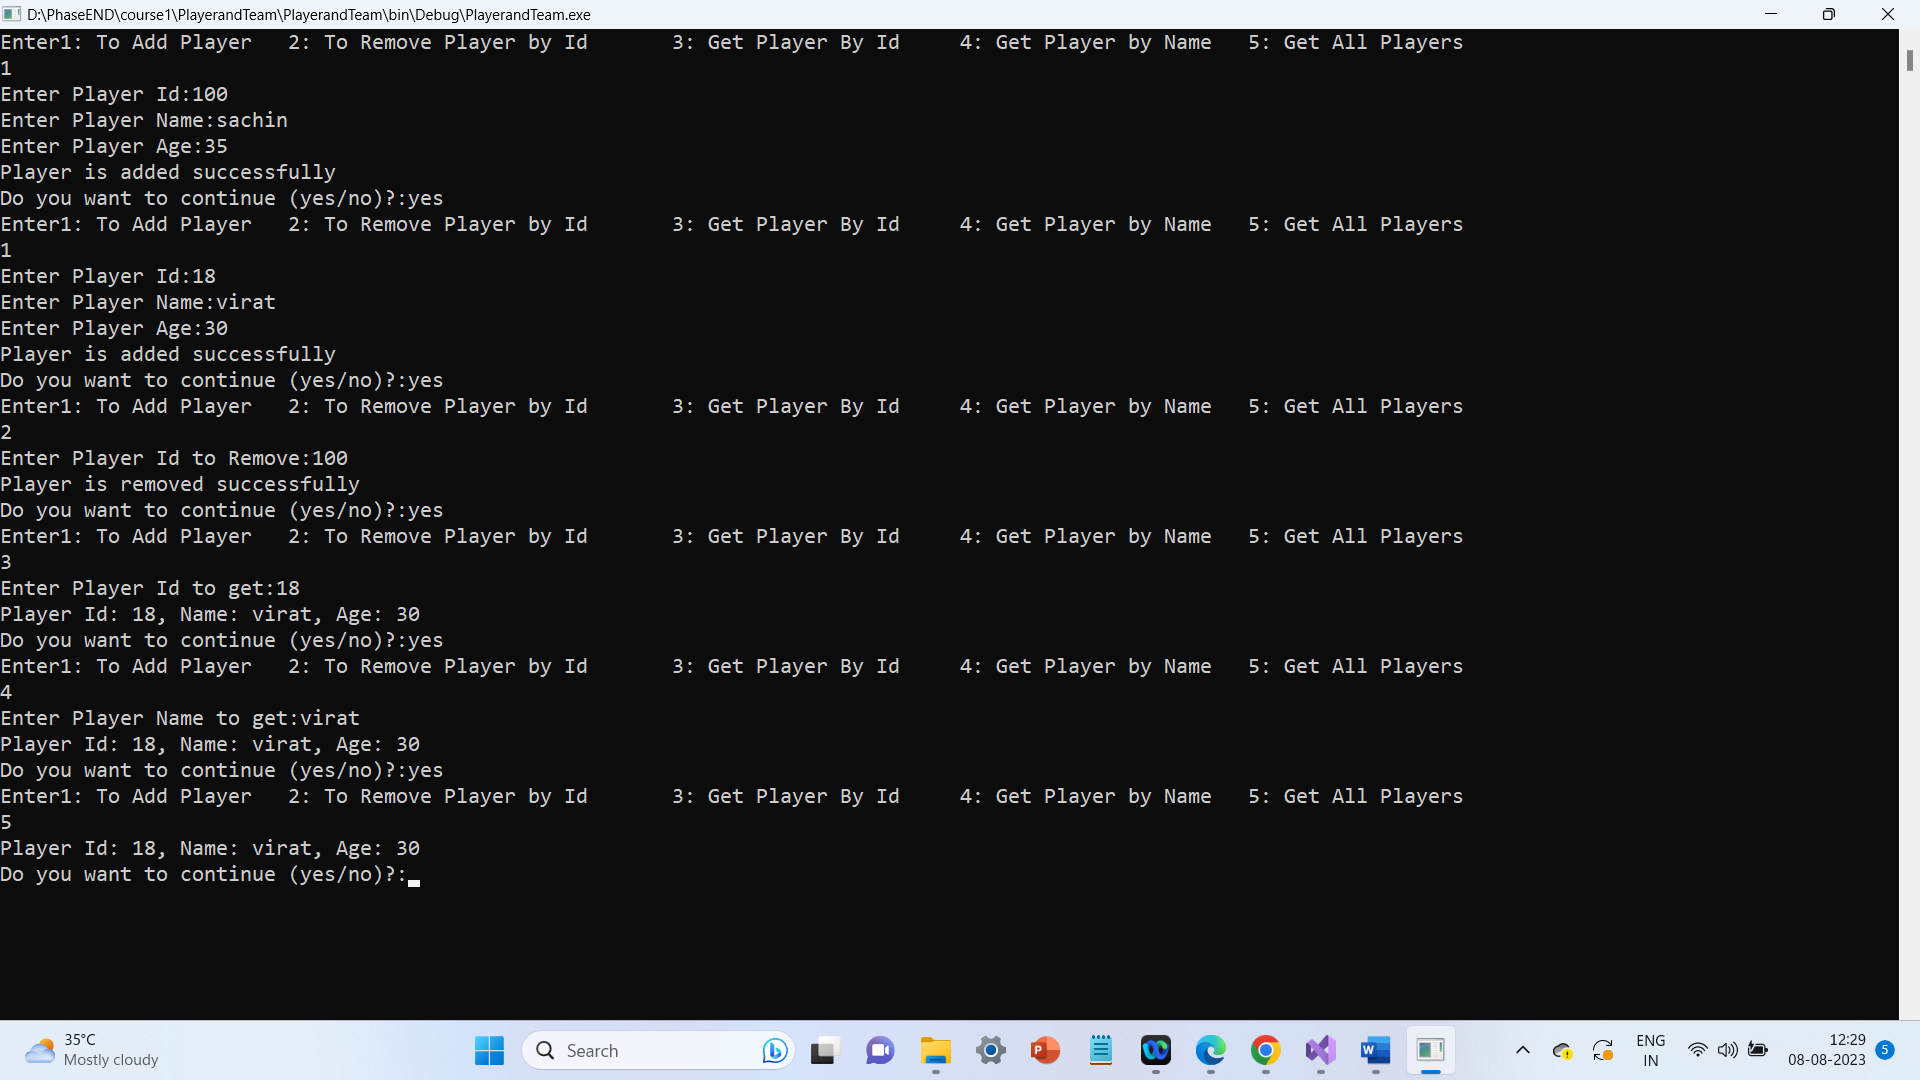 D:\PhaseEND\course1\PlayerandTeam\PlayerandTeam\bin\Debug\PlayerandTeam.exe
Enter1: To Add Player   2: To Remove Player by Id       3: Get Player By Id     4: Get Player by Name   5: Get All Players
1
Enter Player Id:100
Enter Player Name:sachin
Enter Player Age:35
Player is added successfully
Do you want to continue (yes/no)?:yes
Enter1: To Add Player   2: To Remove Player by Id       3: Get Player By Id     4: Get Player by Name   5: Get All Players
1
Enter Player Id:18
Enter Player Name:virat
Enter Player Age:30
Player is added successfully
Do you want to continue (yes/no)?:yes
Enter1: To Add Player   2: To Remove Player by Id       3: Get Player By Id     4: Get Player by Name   5: Get All Players
2
Enter Player Id to Remove:100
Player is removed successfully
Do you want to continue (yes/no)?:yes
Enter1: To Add Player   2: To Remove Player by Id       3: Get Player By Id     4: Get Player by Name   5: Get All Players
3
Enter Player Id to get:18
Player Id: 18, Name: virat, Age: 30
Do you want to continue (yes/no)?:yes
Enter1: To Add Player   2: To Remove Player by Id       3: Get Player By Id     4: Get Player by Name   5: Get All Players
4
Enter Player Name to get:virat
Player Id: 18, Name: virat, Age: 30
Do you want to continue (yes/no)?:yes
Enter1: To Add Player   2: To Remove Player by Id       3: Get Player By Id     4: Get Player by Name   5: Get All Players
5
Player Id: 18, Name: virat, Age: 30
Do you want to continue (yes/no)?:
35°C
Mostly cloudy
Search
P
W
ENG
IN
12:29
08-08-2023
5